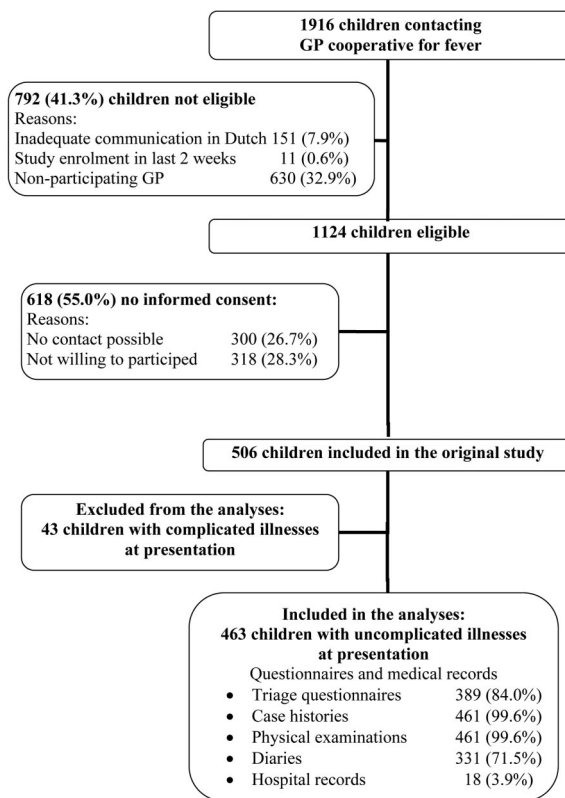 1916 children contacting
GP cooperative for fever
792 (41.3%) children not eligible
Reasons:
Inadequate communication in Dutch 151 (7.9%)
Study enrolment in last 2 weeks 11 (0.6%)
Non-participating GP 630 (32.9%)
1124 children eligible
618 (55.0%) no informed consent:
Reasons:
No contact possible 300 (26.7%)
Not willing to participed 318 (28.3%)
506 children included in the original study
Excluded from the analyses:
43 children with complicated illnesses
at presentation
Included in the analyses:
463 children with uncomplicated illnesses
at presentation
Questionnaires and medical records
• Triage questionnaires 389 (84.0%)
• Case histories 461 (99.6%)
• Physical examinations 461 (99.6%)
• Diaries 331 (71.5%)
• Hospital records 18 (3.9%)